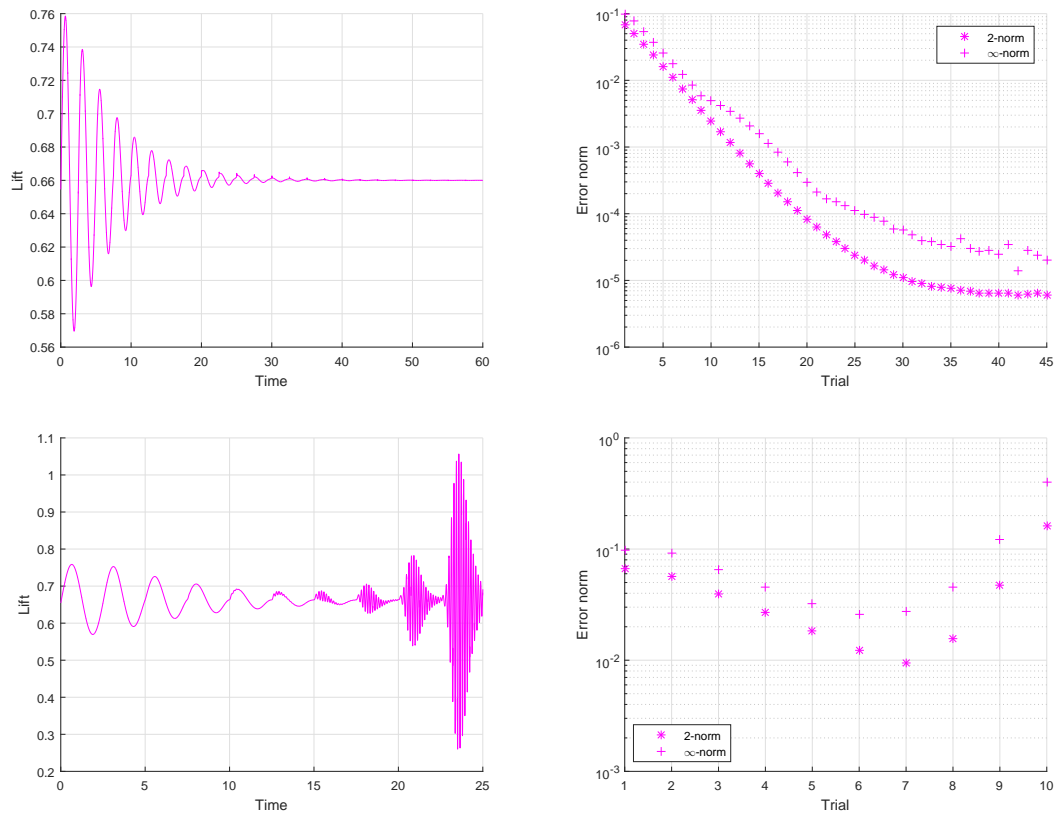 0.76
0.74
0.72
0.7
0.68
0.66
0.64
0.62
0.6
0.58
0.56
Lift
0 10 20 30 40 50 60
Time
10^-1
10^-2
10^-3
10^-4
10^-5
10^-6
Error norm
2-norm
∞-norm
5 10 15 20 25 30 35 40 45
Trial
1.1
1
0.9
0.8
0.7
0.6
0.5
0.4
0.3
0.2
Lift
0 5 10 15 20 25
Time
10^0
10^-1
10^-2
10^-3
Error norm
2-norm
∞-norm
1 2 3 4 5 6 7 8 9 10
Trial